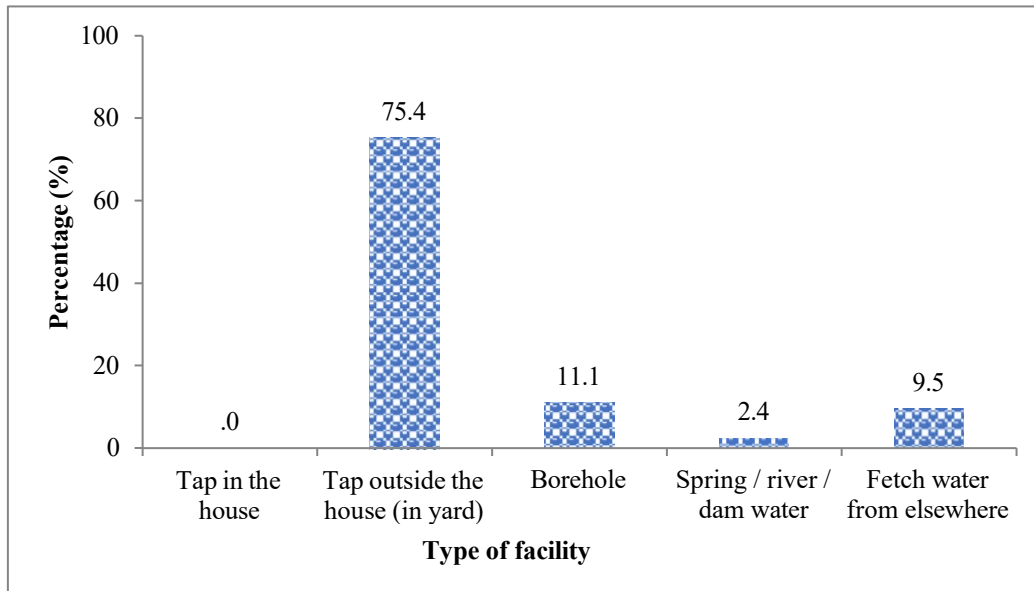 Percentage (%)
100
80
60
40
20
0
.0
75.4
11.1
2.4
9.5
Tap in the
house
Tap outside the
house (in yard)
Borehole
Spring / river /
dam water
Fetch water
from elsewhere
Type of facility